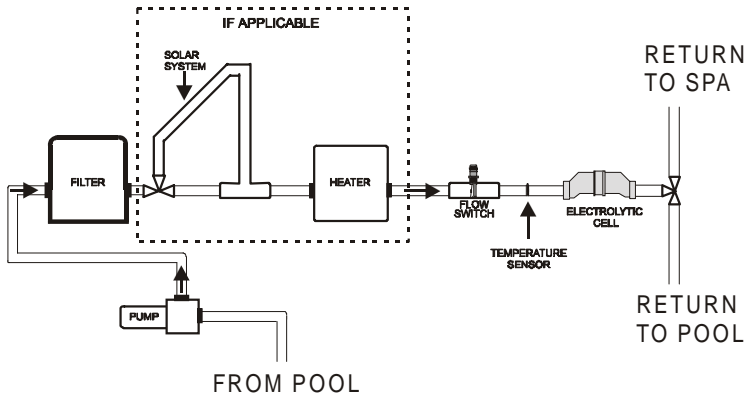 IF APPLICABLE
SOLAR
SYSTEM
RETURN
TO SPA
FILTER
HEATER
FLOW
SWITCH
ELECTROLYTIC
CELL
TEMPERATURE
SENSOR
PUMP
RETURN
TO POOL
FROM POOL